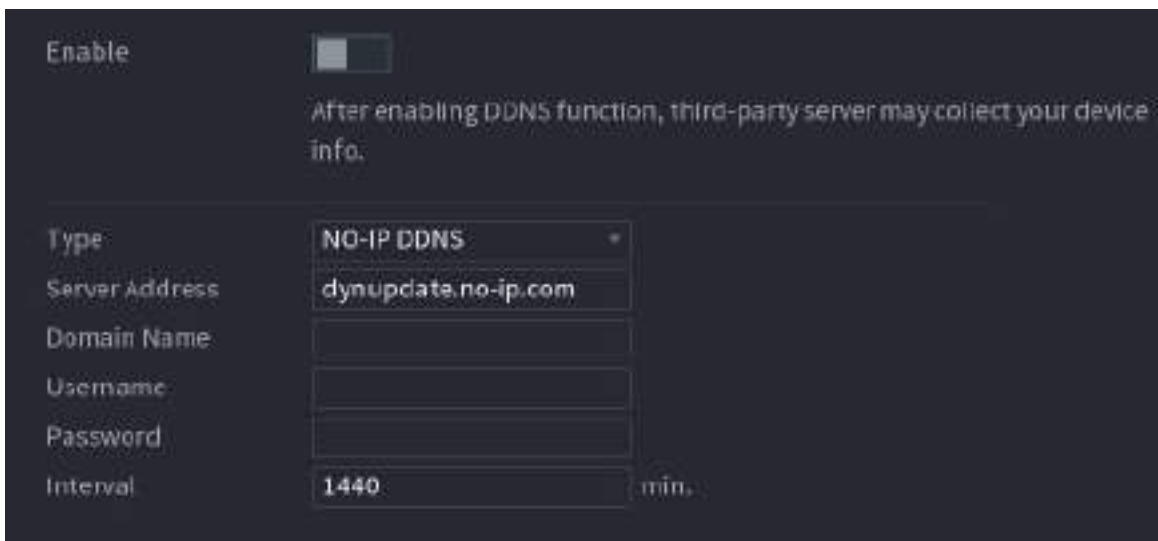 Enable
After enabling DDNS function, third-party server may collect your device
info.
Type NO-IP DDNS
Server Address dynupdate.no-ip.com
Domain Name
Username
Password
Interval 1440 min.